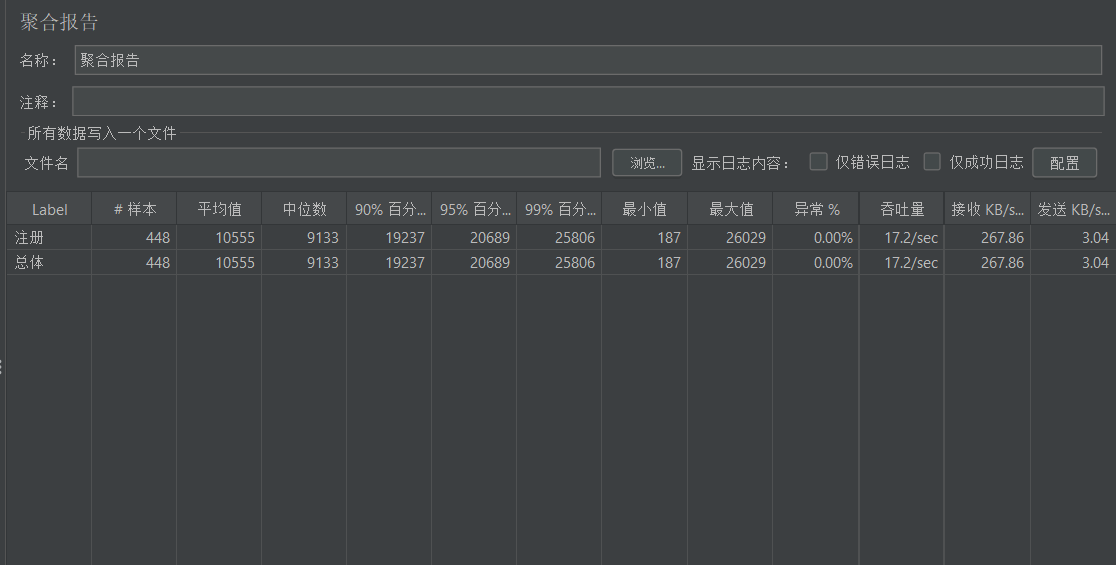 聚合报告
名称： 聚合报告
注释：
所有数据写入一个文件
文件名 浏览... 显示日志内容： 仅错误日志 仅成功日志 配置
Label # 样本 平均值 中位数 90% 百分... 95% 百分... 99% 百分... 最小值 最大值 异常 % 吞吐量 接收 KB/s... 发送 KB/s...
注册 448 10555 9133 19237 20689 25806 187 26029 0.00% 17.2/sec 267.86 3.04
总体 448 10555 9133 19237 20689 25806 187 26029 0.00% 17.2/sec 267.86 3.04